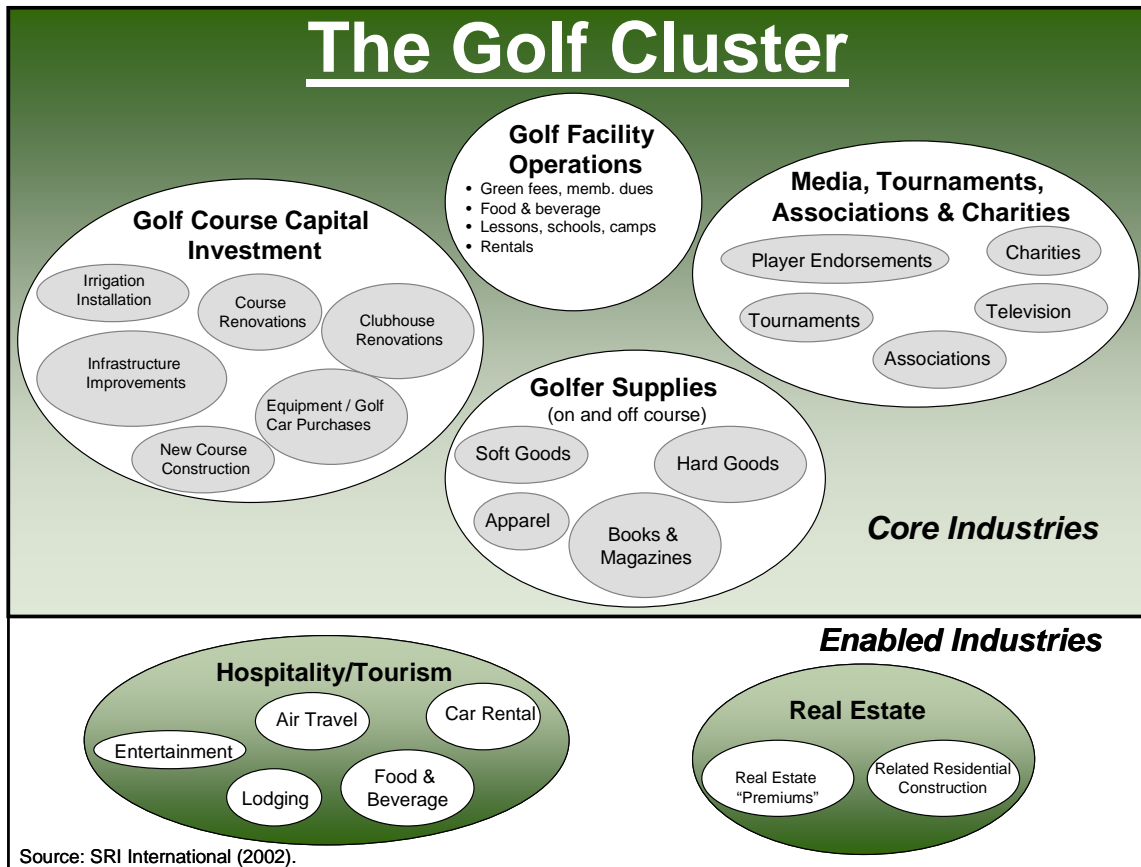 The Golf Cluster
Golf Facility
Operations
• Green fees, memb. dues
• Food & beverage
• Lessons, schools, camps
• Rentals
Golf Course Capital
Investment
Irrigation
Installation
Course
Renovations
Clubhouse
Renovations
Infrastructure
Improvements
Equipment / Golf
Car Purchases
New Course
Construction
Media, Tournaments,
Associations & Charities
Player Endorsements
Charities
Tournaments
Television
Associations
Golfer Supplies
(on and off course)
Soft Goods
Hard Goods
Apparel
Books &
Magazines
Core Industries
Enabled Industries
Hospitality/Tourism
Air Travel
Car Rental
Entertainment
Lodging
Food &
Beverage
Real Estate
Real Estate
“Premiums”
Related Residential
Construction
Source: SRI International (2002).